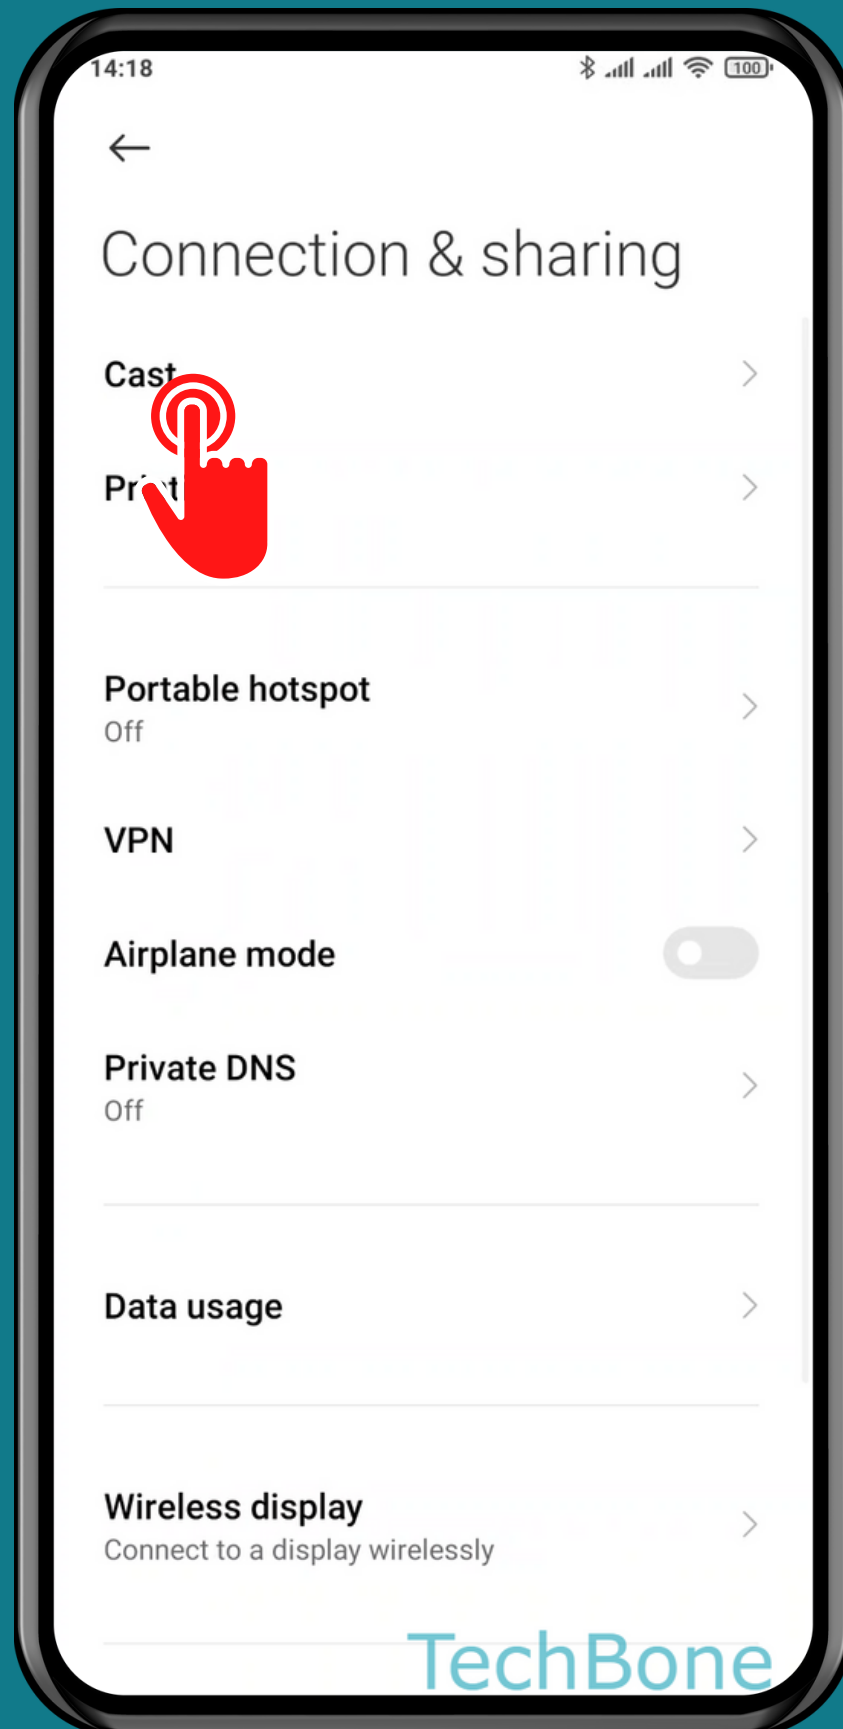 14:18
100
Connection & sharing
Cast
Portable hotspot
Off
VPN
Airplane mode
Private DNS
Off
Data usage
Wireless display
Connect to a display wirelessly
TechBone